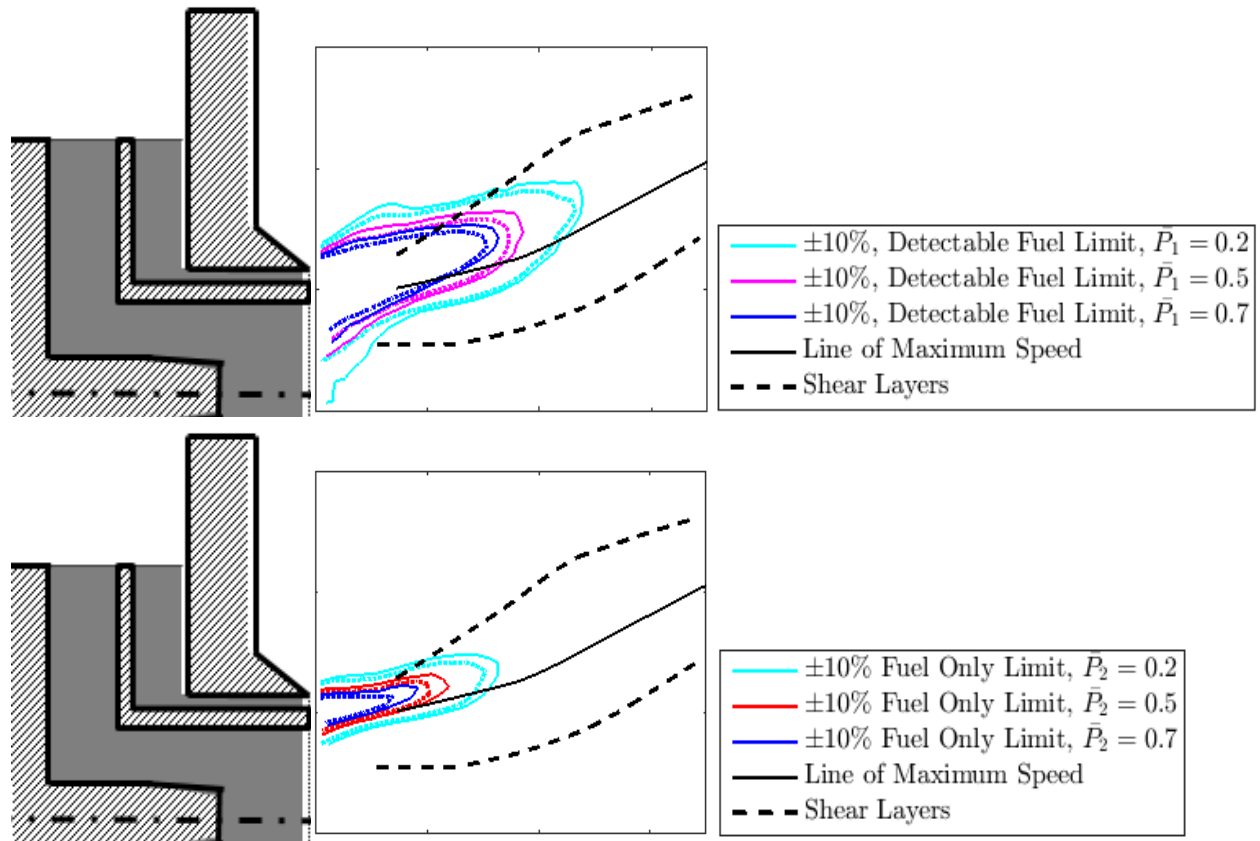 ±10%, Detectable Fuel Limit, P̄₁ = 0.2
±10%, Detectable Fuel Limit, P̄₁ = 0.5
±10%, Detectable Fuel Limit, P̄₁ = 0.7
Line of Maximum Speed
Shear Layers
±10% Fuel Only Limit, P̄₂ = 0.2
±10% Fuel Only Limit, P̄₂ = 0.5
±10% Fuel Only Limit, P̄₂ = 0.7
Line of Maximum Speed
Shear Layers